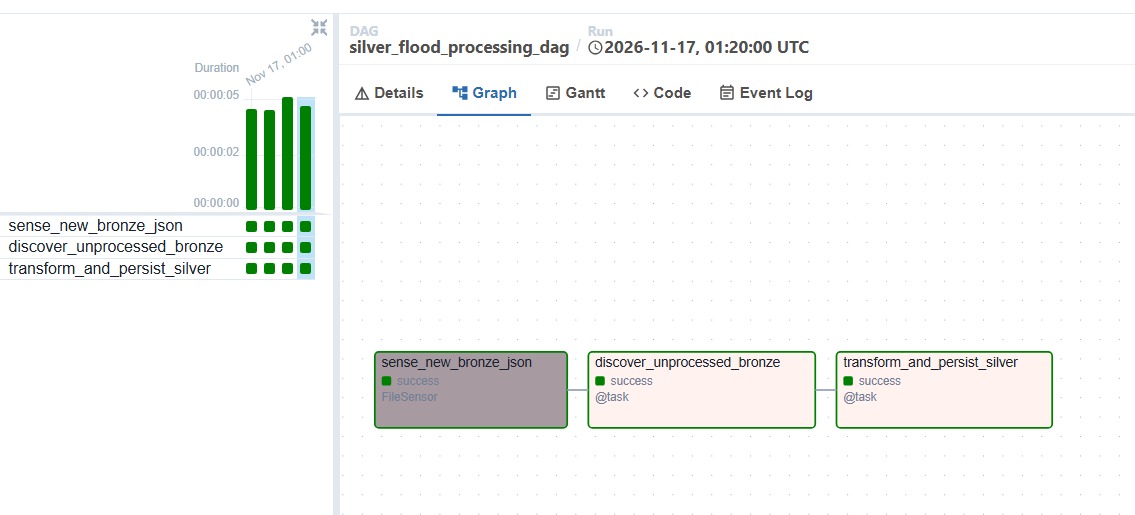 Duration
Nov 17, 01:00
00:00:05
00:00:02
00:00:00
sense_new_bronze_json
discover_unprocessed_bronze
transform_and_persist_silver
DAG
silver_flood_processing_dag
/
Run
2026-11-17, 01:20:00 UTC
Details
Graph
Gantt
Code
Event Log
sense_new_bronze_json
success
FileSensor
discover_unprocessed_bronze
success
@task
transform_and_persist_silver
success
@task